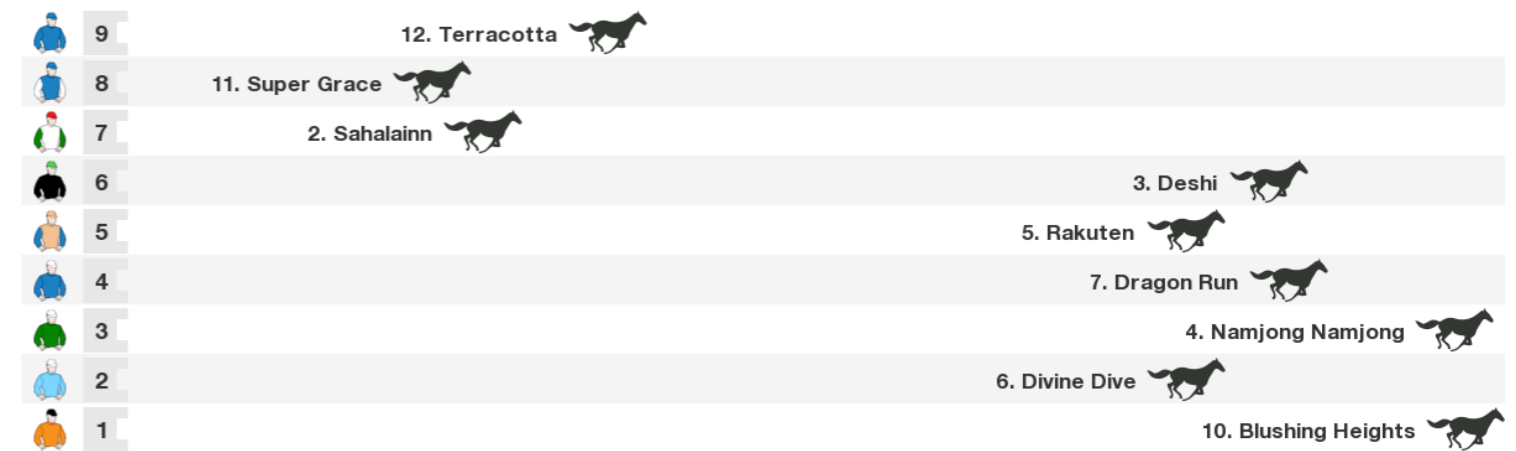 9 12. Terracotta
8 11. Super Grace
7 2. Sahalainn
6 3. Deshi
5 5. Rakuten
4 7. Dragon Run
3 4. Namjong Namjong
2 6. Divine Dive
1 10. Blushing Heights